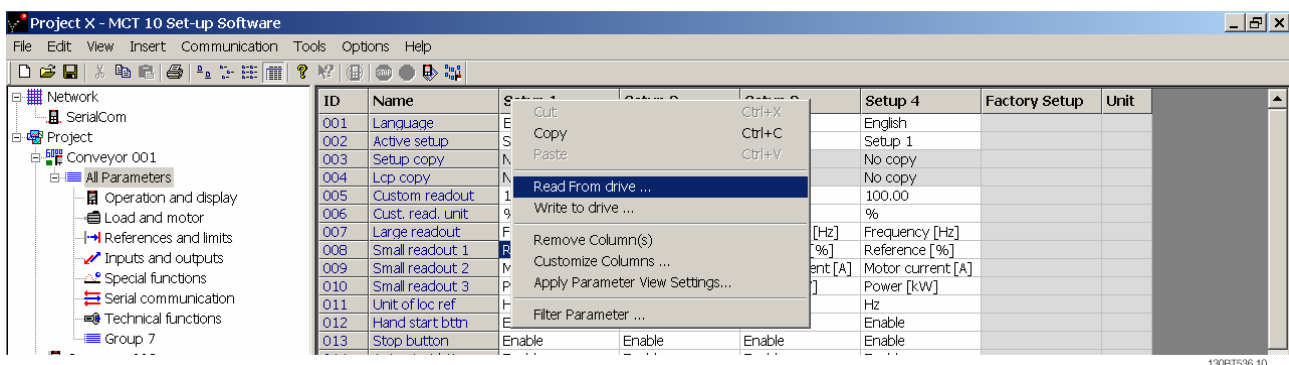 Project X - MCT 10 Set-up Software
File Edit View Insert Communication Tools Options Help
Network
SerialCom
Project
Conveyor 001
All Parameters
Operation and display
Load and motor
References and limits
Inputs and outputs
Special functions
Serial communication
Technical functions
Group 7
ID Name Setup 4 Factory Setup Unit
001 Language E English
002 Active setup S Setup 1
003 Setup copy N No copy
004 Lcp copy N No copy
005 Custom readout 1 100.00
006 Cust. read. unit % %
007 Large readout F [Hz] Frequency [Hz]
008 Small readout 1 R [%] Reference [%]
009 Small readout 2 M ent [A] Motor current [A]
010 Small readout 3 P Power [kW]
011 Unit of loc ref H Hz
012 Hand start bttn E Enable
013 Stop button Enable Enable Enable Enable
Cut Ctrl+X
Copy Ctrl+C
Paste Ctrl+V
Read From drive ...
Write to drive ...
Remove Column(s)
Customize Columns ...
Apply Parameter View Settings...
Filter Parameter ...
130BT536.10